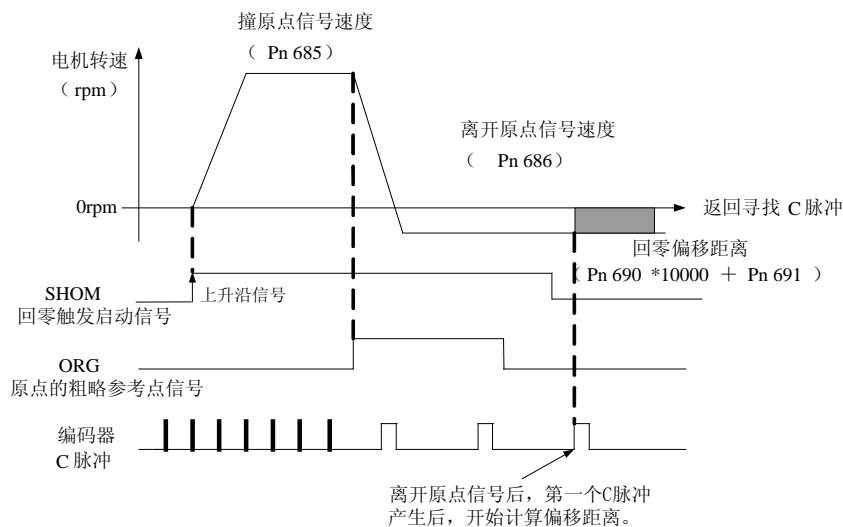 撞原点信号速度
（ Pn 685）
电机转速
（ rpm）
离开原点信号速度
（ Pn 686）
0rpm
返回寻找 C 脉冲
回零偏移距离
（ Pn 690 *10000 ＋ Pn 691 ）
SHOM
上升沿信号
回零触发启动信号
ORG
原点的粗略参考点信号
编码器
C 脉冲
离开原点信号后，第一个C脉冲
产生后，开始计算偏移距离。